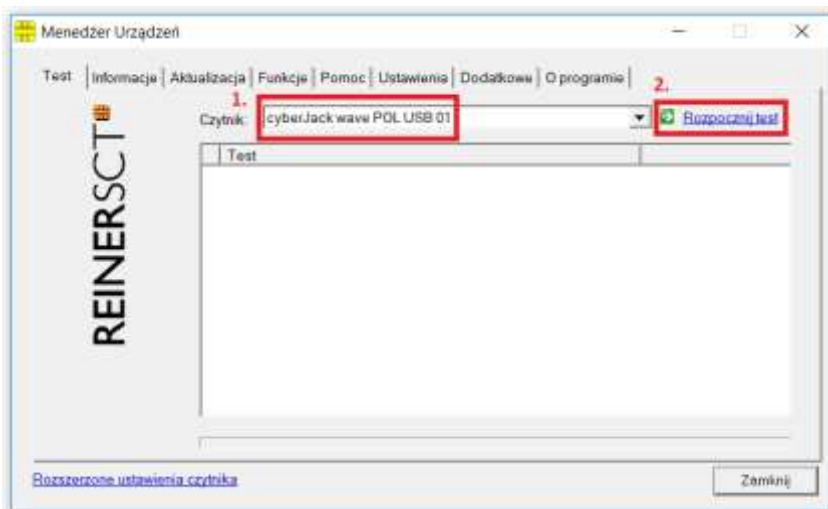 Menedżer Urządzeń
Test Informacje Aktualizacja Funkcje Pomoc Ustawienia Dodatkowe O programie
1.
2.
Czytnik: cyberJack wave POL USB 01 Rozpocznij test
Test
REINERSCT
Rozszerzone ustawienia czytnika
Zamknij